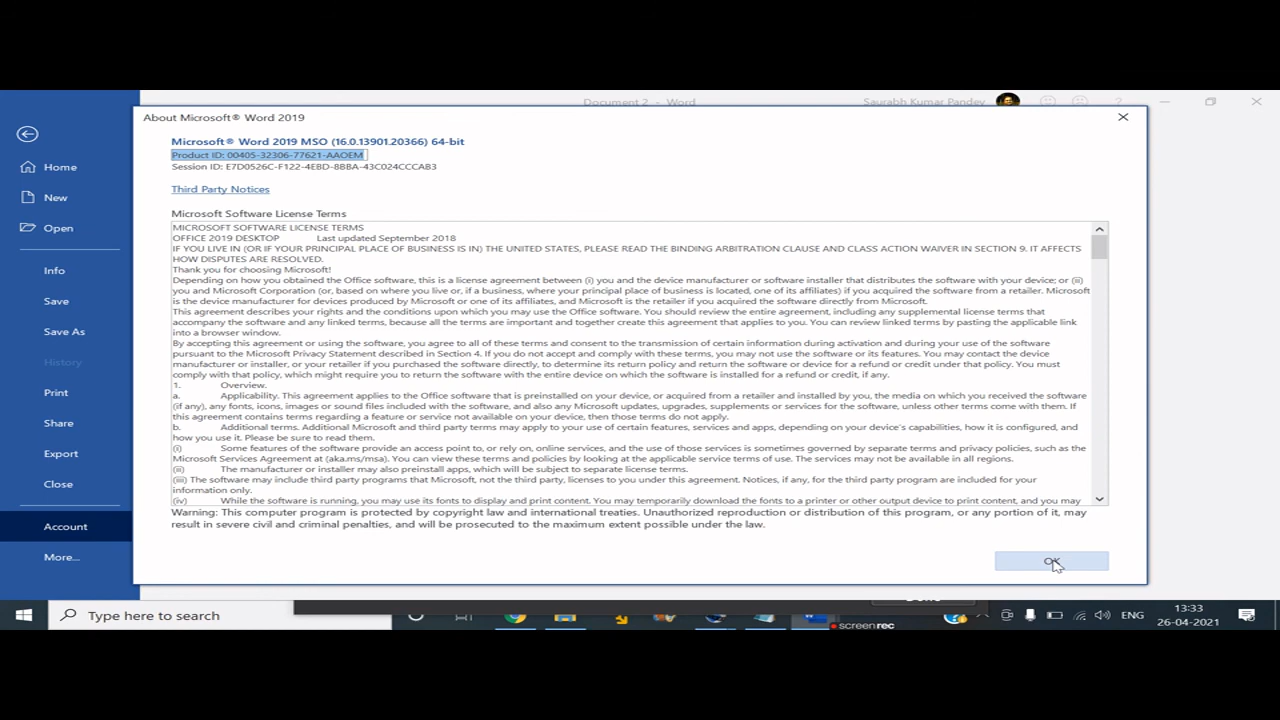 Document 2 - Word
Saurabh Kumar Pandey
About Microsoft® Word 2019
Microsoft® Word 2019 MSO (16.0.13901.20366) 64-bit
Product ID: 00405-32306-77621-AAOEM
Session ID: E7D0526C-F122-4EBD-8BBA-43C024CCCAB3
Third Party Notices
Microsoft Software License Terms
MICROSOFT SOFTWARE LICENSE TERMS
OFFICE 2019 DESKTOP Last updated September 2018
IF YOU LIVE IN (OR IF YOUR PRINCIPAL PLACE OF BUSINESS IS IN) THE UNITED STATES, PLEASE READ THE BINDING ARBITRATION CLAUSE AND CLASS ACTION WAIVER IN SECTION 9. IT AFFECTS
HOW DISPUTES ARE RESOLVED.
Thank you for choosing Microsoft!
Depending on how you obtained the Office software, this is a license agreement between (i) you and the device manufacturer or software installer that distributes the software with your device; or (ii)
you and Microsoft Corporation (or, based on where you live or, if a business, where your principal place of business is located, one of its affiliates) if you acquired the software from a retailer. Microsoft
is the device manufacturer for devices produced by Microsoft or one of its affiliates, and Microsoft is the retailer if you acquired the software directly from Microsoft.
This agreement describes your rights and the conditions upon which you may use the Office software. You should review the entire agreement, including any supplemental license terms that
accompany the software and any linked terms, because all the terms are important and together create this agreement that applies to you. You can review linked terms by pasting the applicable link
into a browser window.
By accepting this agreement or using the software, you agree to all of these terms and consent to the transmission of certain information during activation and during your use of the software
pursuant to the Microsoft Privacy Statement described in Section 4. If you do not accept and comply with these terms, you may not use the software or its features. You may contact the device
manufacturer or installer, or your retailer if you purchased the software directly, to determine its return policy and return the software or device for a refund or credit under that policy. You must
comply with that policy, which might require you to return the software with the entire device on which the software is installed for a refund or credit, if any.
1. Overview.
a. Applicability. This agreement applies to the Office software that is preinstalled on your device, or acquired from a retailer and installed by you, the media on which you received the software
(if any), any fonts, icons, images or sound files included with the software, and also any Microsoft updates, upgrades, supplements or services for the software, unless other terms come with them. If
this agreement contains terms regarding a feature or service not available on your device, then those terms do not apply.
b. Additional terms. Additional Microsoft and third party terms may apply to your use of certain features, services and apps, depending on your device's capabilities, how it is configured, and
how you use it. Please be sure to read them.
(i) Some features of the software provide an access point to, or rely on, online services, and the use of those services is sometimes governed by separate terms and privacy policies, such as the
Microsoft Services Agreement at (aka.ms/msa). You can view these terms and policies by looking at the applicable service terms of use. The services may not be available in all regions.
(ii) The manufacturer or installer may also preinstall apps, which will be subject to separate license terms.
(iii) The software may include third party programs that Microsoft, not the third party, licenses to you under this agreement. Notices, if any, for the third party program are included for your
information only.
(iv) While the software is running, you may use its fonts to display and print content. You may temporarily download the fonts to a printer or other output device to print content, and you may
Warning: This computer program is protected by copyright law and international treaties. Unauthorized reproduction or distribution of this program, or any portion of it, may
result in severe civil and criminal penalties, and will be prosecuted to the maximum extent possible under the law.
OK
Home
New
Open
Info
Save
Save As
History
Print
Share
Export
Close
Account
More...
Type here to search
screenrec
ENG
13:33
26-04-2021